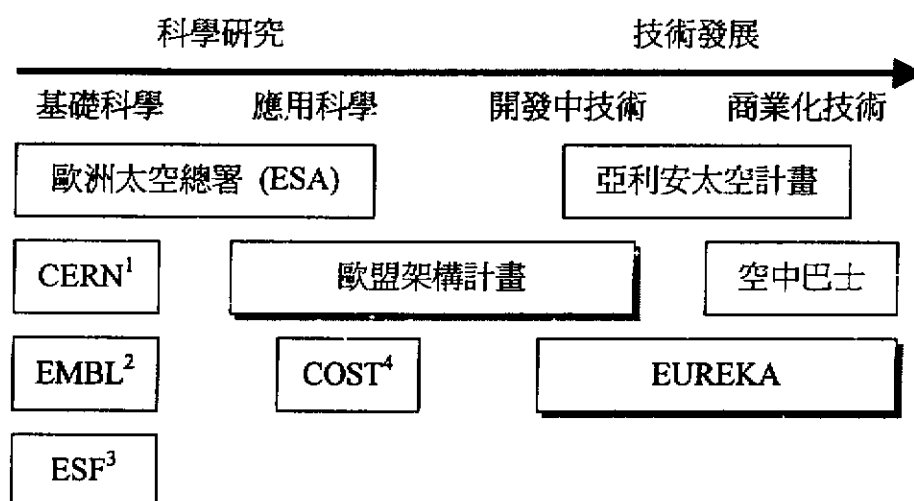 科學研究 技術發展
基礎科學 應用科學 開發中技術 商業化技術
歐洲太空總署 (ESA) 亞利安太空計畫
CERN¹ 歐盟架構計畫 空中巴士
EMBL² COST⁴ EUREKA
ESF³